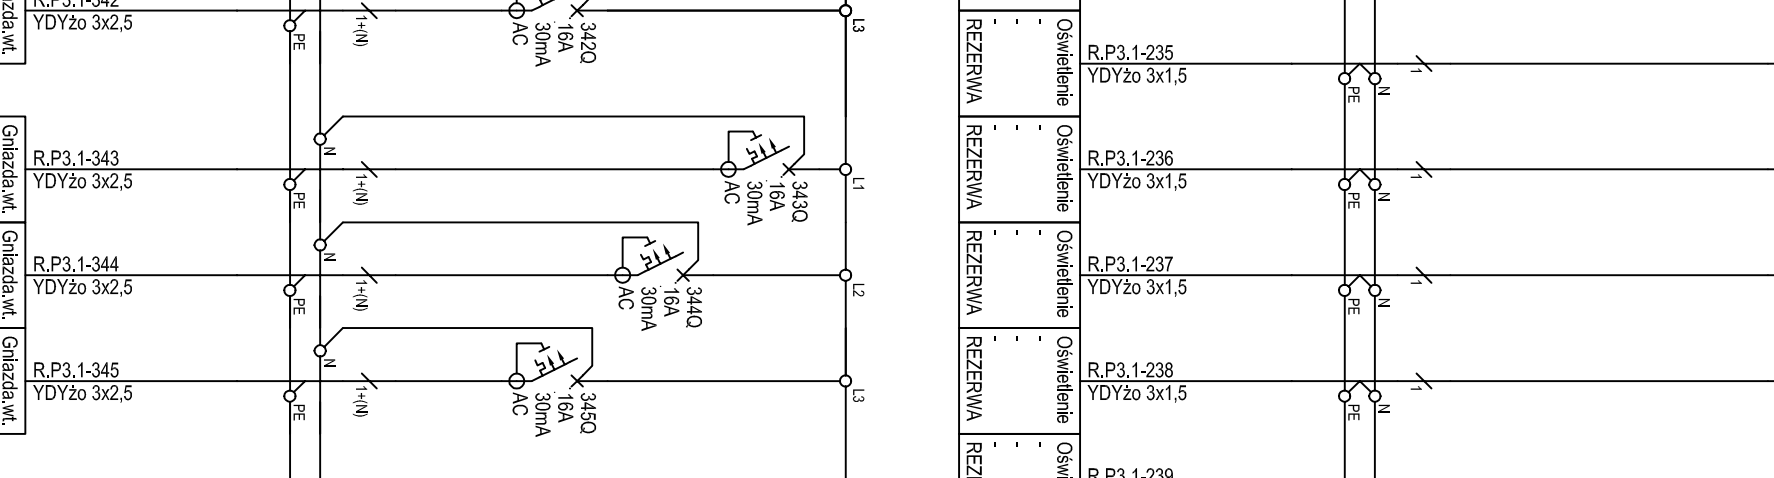 R.P3.1-342
YDYżo 3x2,5
PE
1+(N)
AC
30mA
16A
342Q
L3
Gniazda.wt.
R.P3.1-343
YDYżo 3x2,5
PE
N
1+(N)
AC
30mA
16A
343Q
L1
Gniazda.wt.
R.P3.1-344
YDYżo 3x2,5
PE
N
1+(N)
AC
30mA
16A
344Q
L2
Gniazda.wt.
R.P3.1-345
YDYżo 3x2,5
PE
N
1+(N)
AC
30mA
16A
345Q
L3
Oświetlenie
REZERWA
R.P3.1-235
YDYżo 3x1,5
PE
N
1
Oświetlenie
REZERWA
R.P3.1-236
YDYżo 3x1,5
PE
N
1
Oświetlenie
REZERWA
R.P3.1-237
YDYżo 3x1,5
PE
N
1
Oświetlenie
REZERWA
R.P3.1-238
YDYżo 3x1,5
PE
N
1
R.P3.1-239